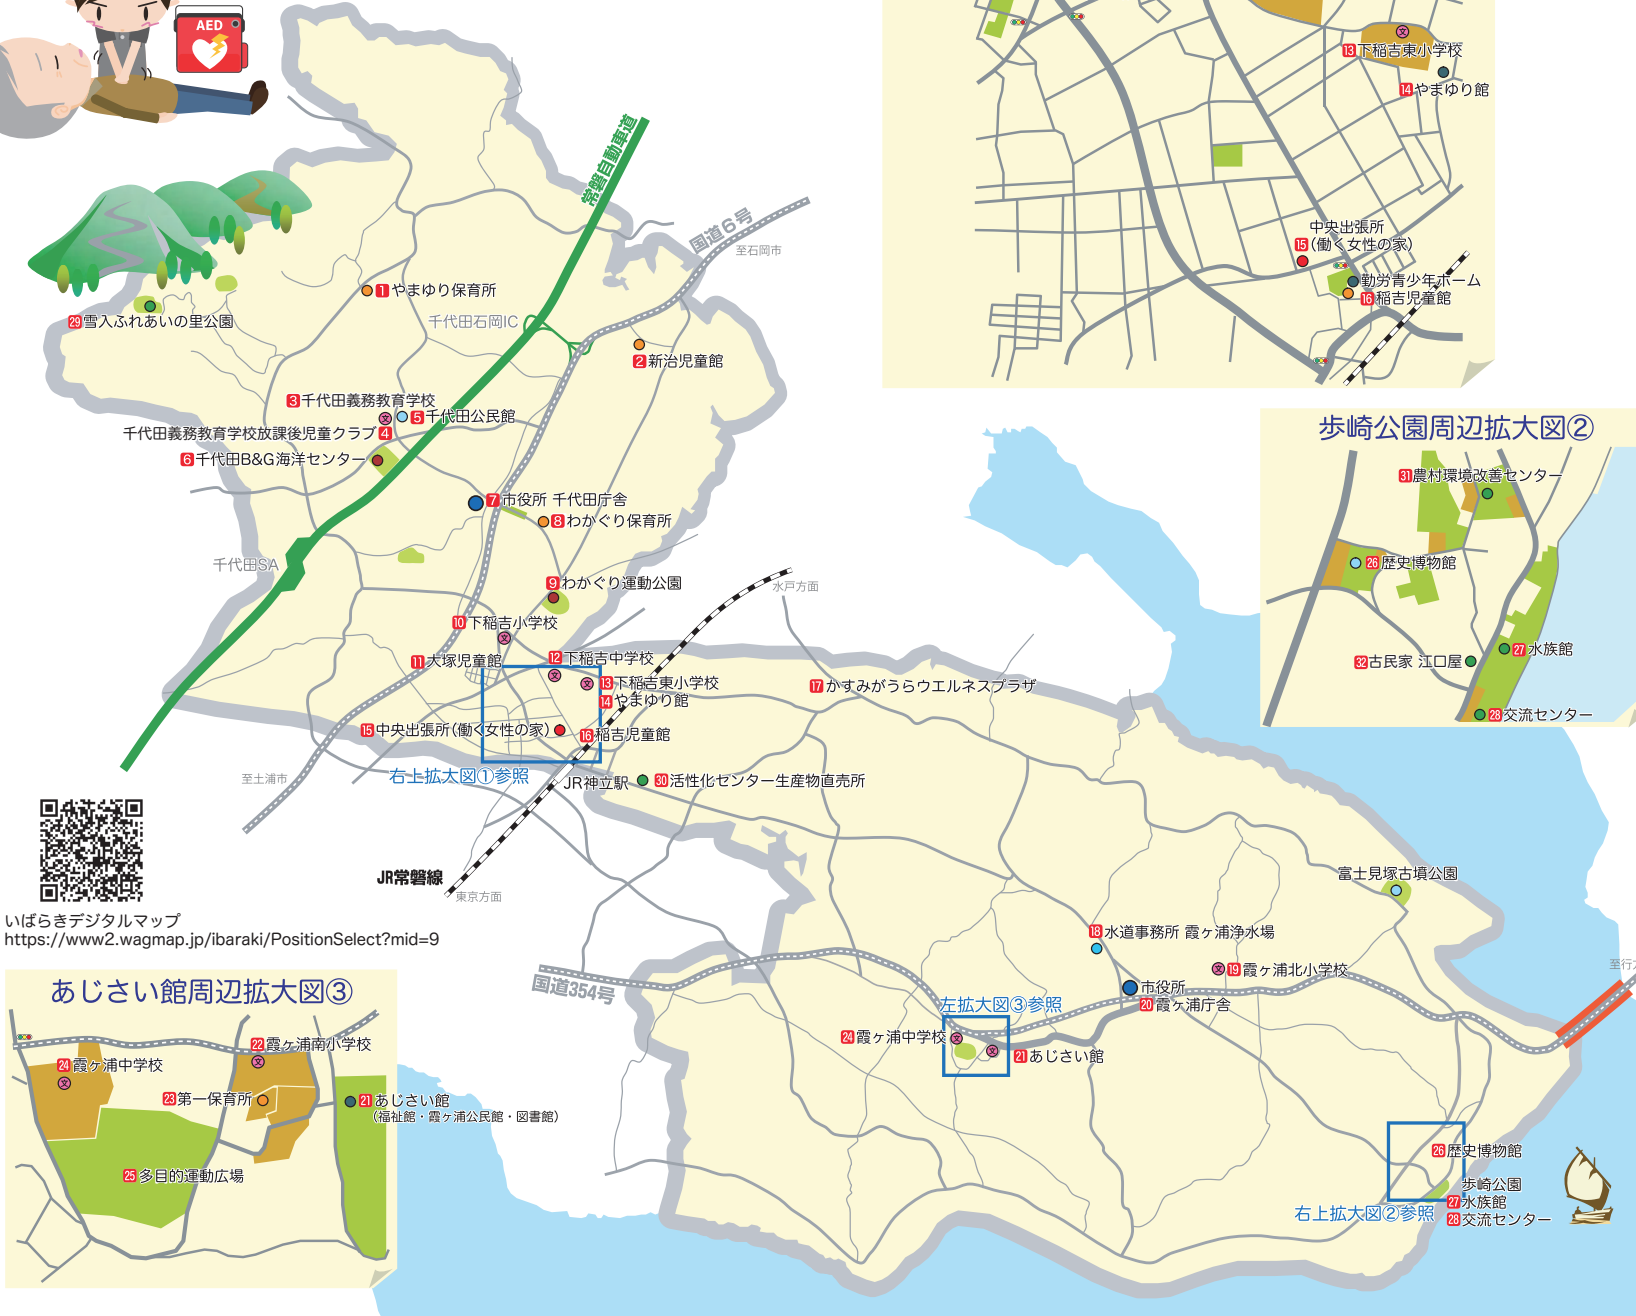 AED
常磐自動車道
国道6号
至石岡市
1 やまゆり保育所
千代田石岡IC
29 雪入ふれあいの里公園
2 新治児童館
3 千代田義務教育学校
5 千代田公民館
千代田義務教育学校放課後児童クラブ 4
6 千代田B&G海洋センター
7 市役所 千代田庁舎
8 わかぐり保育所
千代田SA
9 わかぐり運動公園
水戸方面
10 下稲吉小学校
11 大塚児童館
12 下稲吉中学校
13 下稲吉東小学校
14 やまゆり館
17 かすみがうらウエルネスプラザ
15 中央出張所(働く女性の家)
16 稲吉児童館
至土浦市
右上拡大図①参照
JR神立駅
30 活性化センター生産物直売所
JR常磐線
東京方面
いばらきデジタルマップ
https://www2.wagmap.jp/ibaraki/PositionSelect?mid=9
国道354号
富士見塚古墳公園
18 水道事務所 霞ヶ浦浄水場
19 霞ヶ浦北小学校
至行方
市役所
20 霞ヶ浦庁舎
左拡大図③参照
24 霞ヶ浦中学校
21 あじさい館
26 歴史博物館
歩崎公園
27 水族館
28 交流センター
右上拡大図②参照
13 下稲吉東小学校
文
14 やまゆり館
中央出張所
15 (働く女性の家)
勤労青少年ホーム
16 稲吉児童館
歩崎公園周辺拡大図②
31 農村環境改善センター
26 歴史博物館
27 水族館
32 古民家 江口屋
28 交流センター
あじさい館周辺拡大図③
22 霞ヶ浦南小学校
24 霞ヶ浦中学校
文
文
23 第一保育所
21 あじさい館
(福祉館・霞ヶ浦公民館・図書館)
25 多目的運動広場